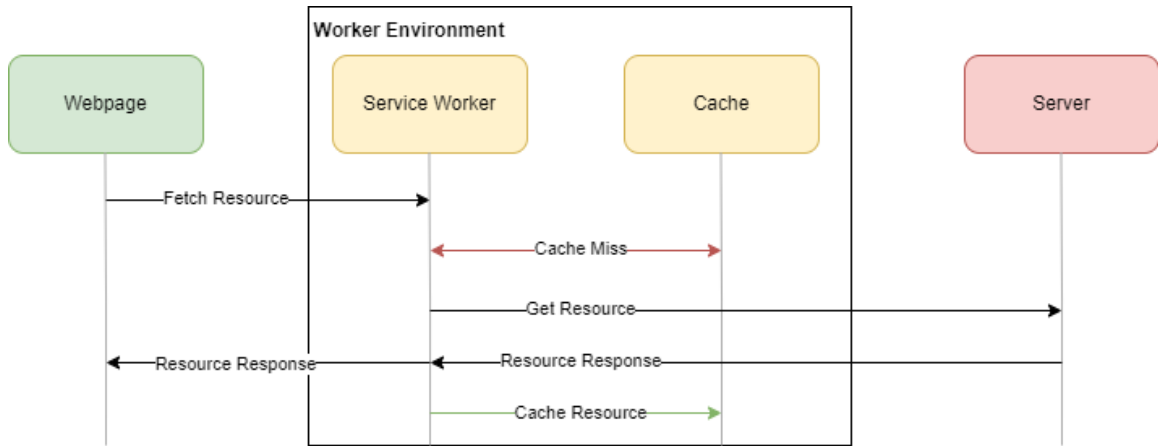 Worker Environment
Webpage
Service Worker
Cache
Server
Fetch Resource
Cache Miss
Get Resource
Resource Response
Resource Response
Cache Resource